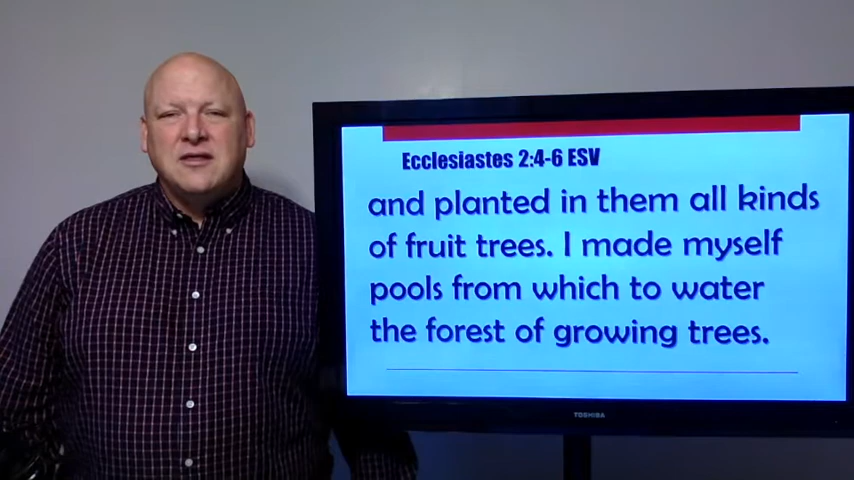 Ecclesiastes 2:4-6 ESV
and planted in them all kinds
of fruit trees. I made myself
pools from which to water
the forest of growing trees.
TOSHIBA